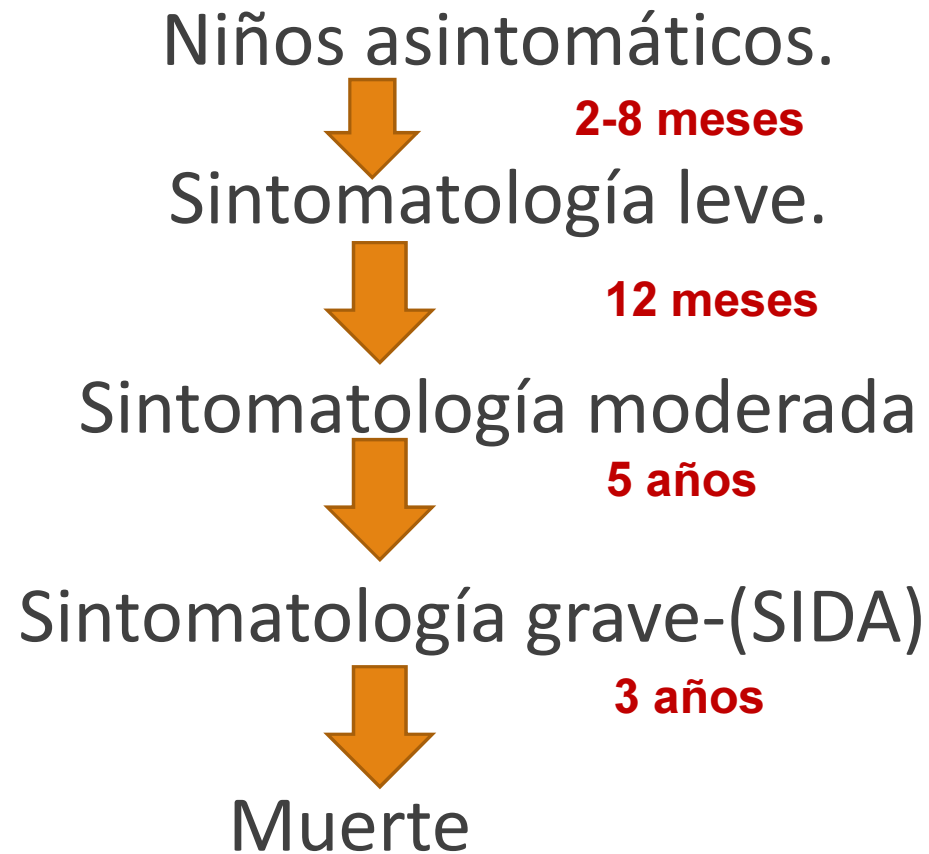 Niños asintomáticos.
2-8 meses
Sintomatología leve.
12 meses
Sintomatología moderada
5 años
Sintomatología grave-(SIDA)
3 años
Muerte